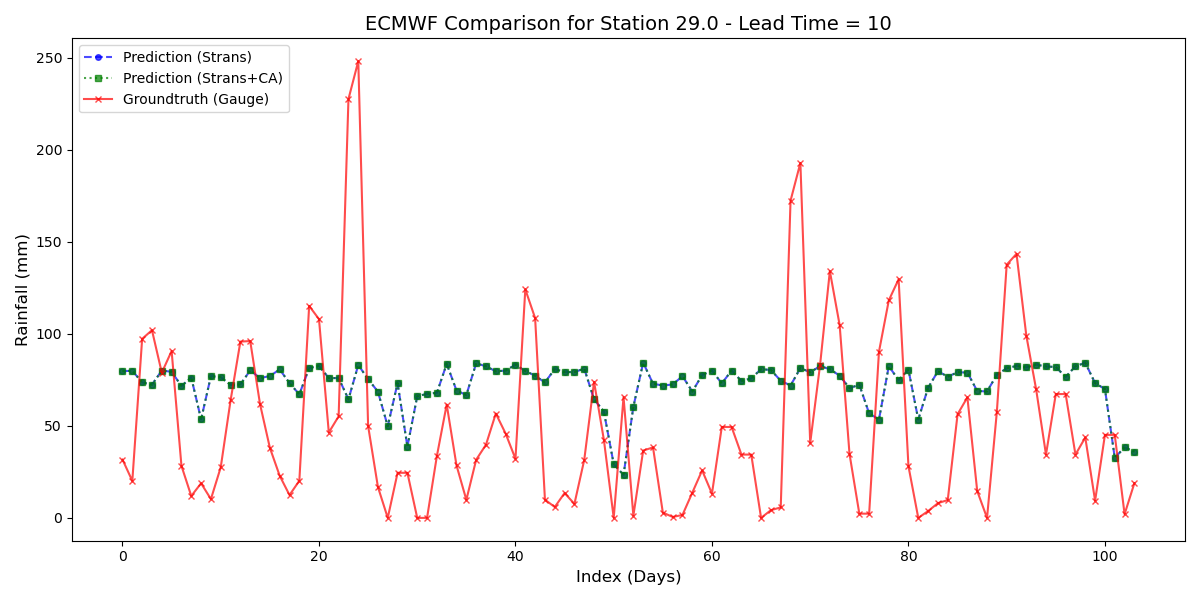 ECMWF Comparison for Station 29.0 - Lead Time = 10
Prediction (Strans)
Prediction (Strans+CA)
Groundtruth (Gauge)
Rainfall (mm)
250
200
150
100
50
0
0 20 40 60 80 100
Index (Days)